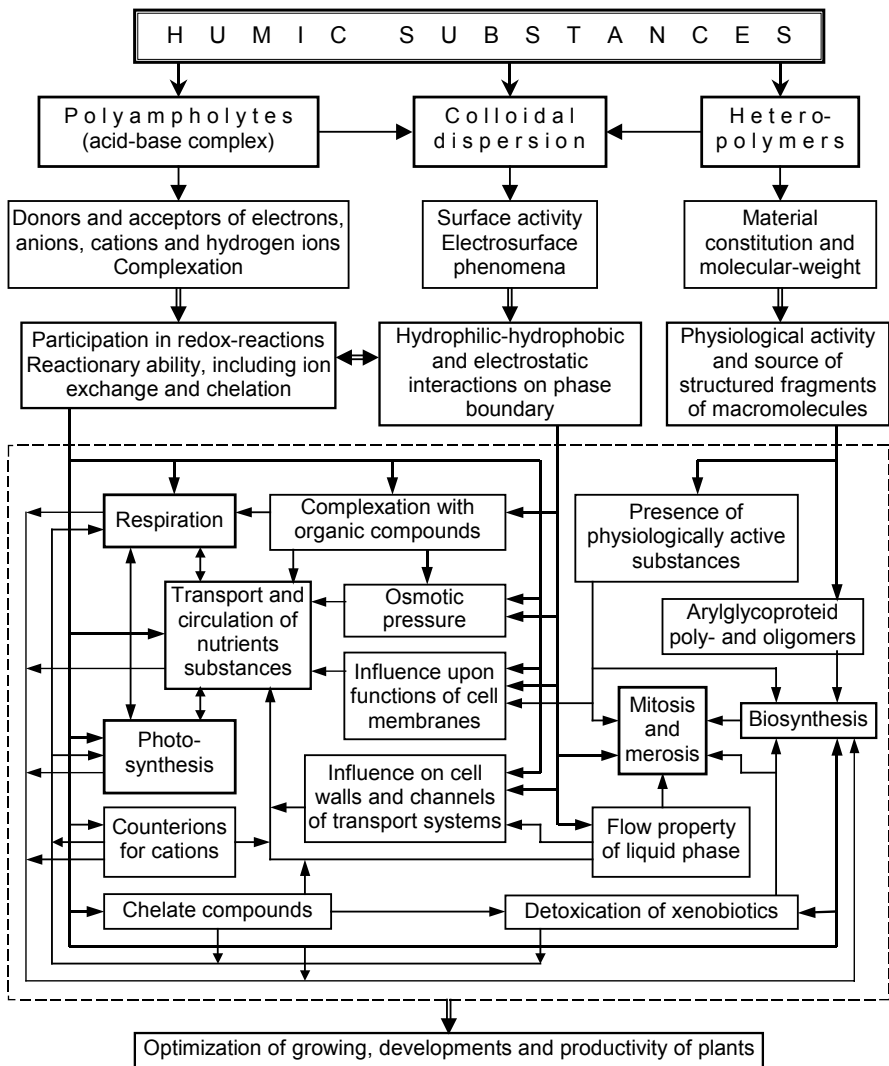 HUMIC SUBSTANCES
Polyampholytes
(acid-base complex)
Colloidal
dispersion
Hetero-
polymers
Donors and acceptors of electrons,
anions, cations and hydrogen ions
Complexation
Surface activity
Electrosurface
phenomena
Material
constitution and
molecular-weight
Participation in redox-reactions
Reactionary ability, including ion
exchange and chelation
Hydrophilic-hydrophobic
and electrostatic
interactions on phase
boundary
Physiological activity
and source of
structured fragments
of macromolecules
Respiration
Complexation with
organic compounds
Presence of
physiologically active
substances
Transport and
circulation of
nutrients
substances
Osmotic
pressure
Arylglycoproteid
poly- and oligomers
Influence upon
functions of cell
membranes
Mitosis
and
merosis
Biosynthesis
Photo-
synthesis
Influence on cell
walls and channels
of transport systems
Counterions
for cations
Flow property
of liquid phase
Chelate compounds
Detoxication of xenobiotics
Optimization of growing, developments and productivity of plants